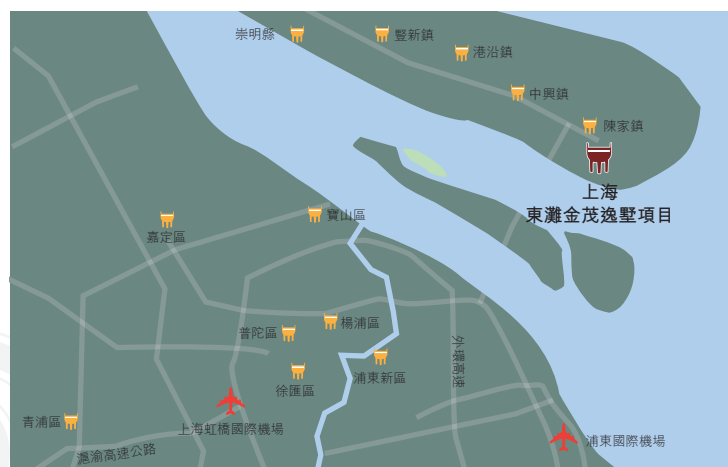 崇明縣
豎新鎮
港沿鎮
中興鎮
陳家鎮
上海
東灘金茂逸墅項目
寶山區
嘉定區
楊浦區
普陀區
外環高速
浦東新區
徐匯區
青浦區
上海虹橋國際機場
滬渝高速公路
浦東國際機場